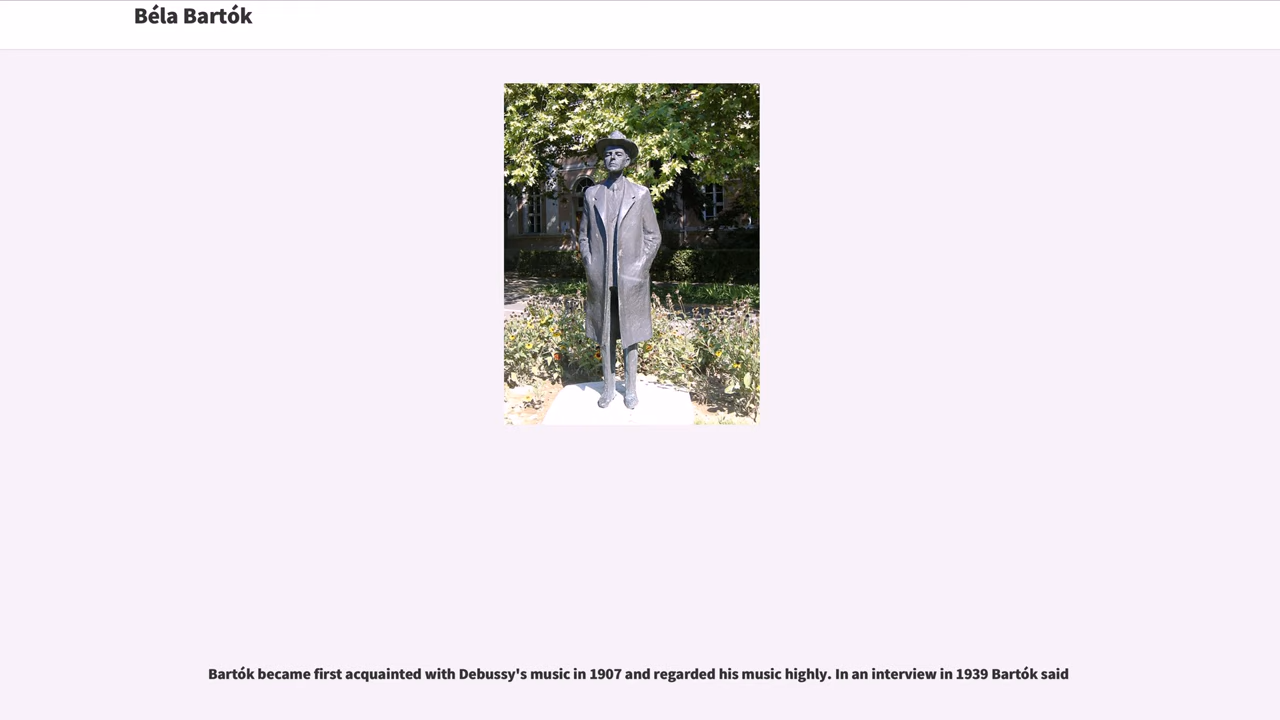 Béla Bartók
Bartók became first acquainted with Debussy's music in 1907 and regarded his music highly. In an interview in 1939 Bartók said